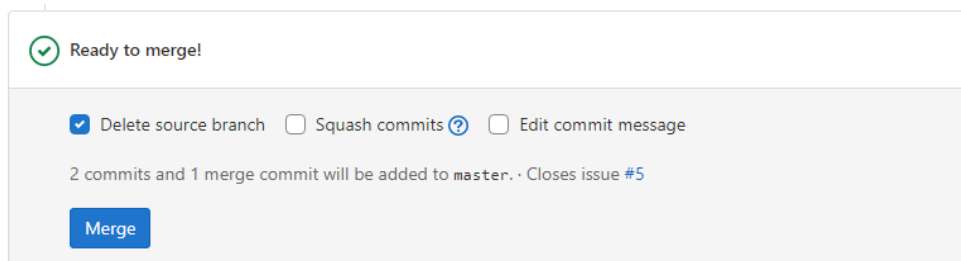 Ready to merge!
Delete source branch Squash commits ? Edit commit message
2 commits and 1 merge commit will be added to master. · Closes issue #5
Merge